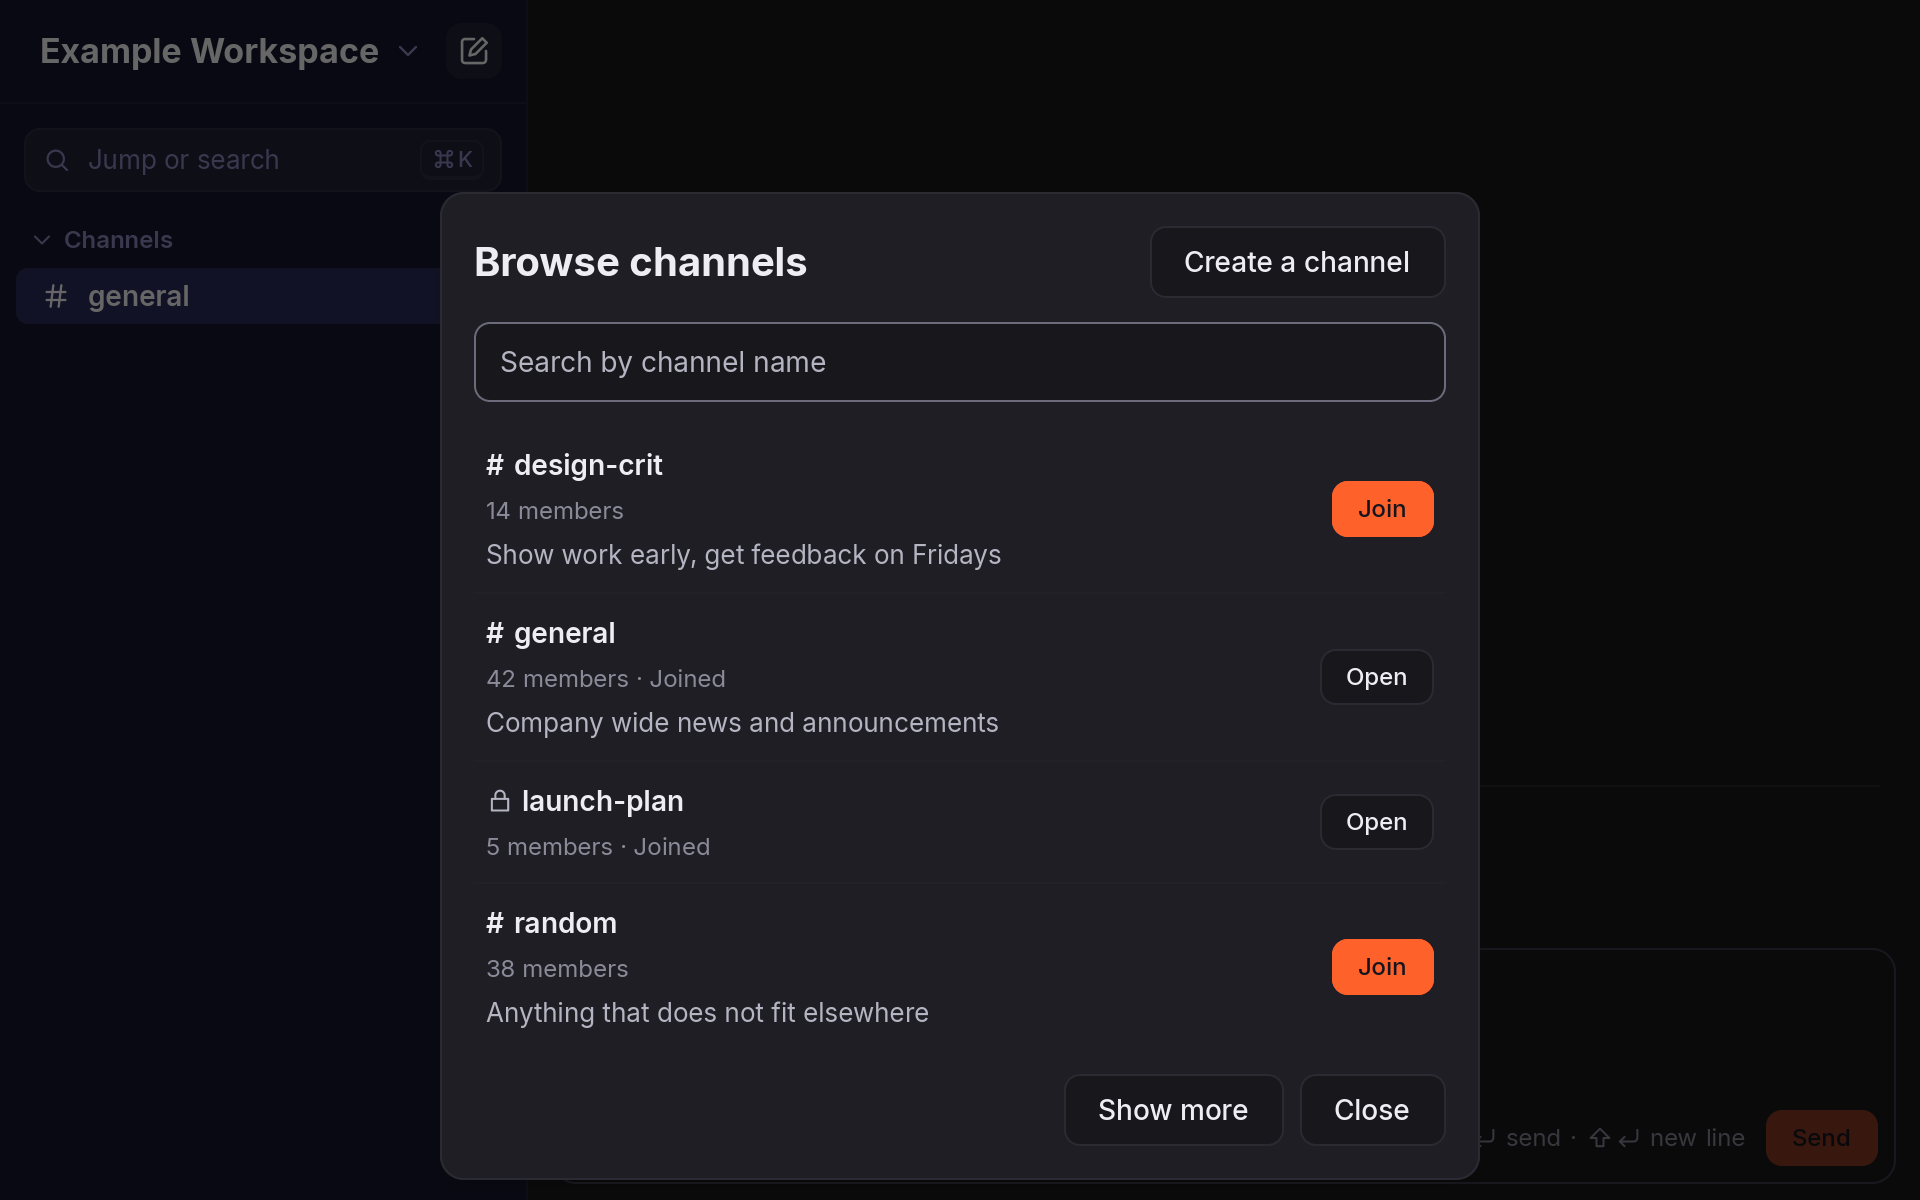 Example Workspace
Jump or search
⌘K
Channels
# general
Browse channels
Create a channel
Search by channel name
# design-crit
14 members
Join
Show work early, get feedback on Fridays
# general
42 members · Joined
Open
Company wide news and announcements
launch-plan
5 members · Joined
Open
# random
38 members
Join
Anything that does not fit elsewhere
Show more
Close
send · ⇧ ↵ new line
Send